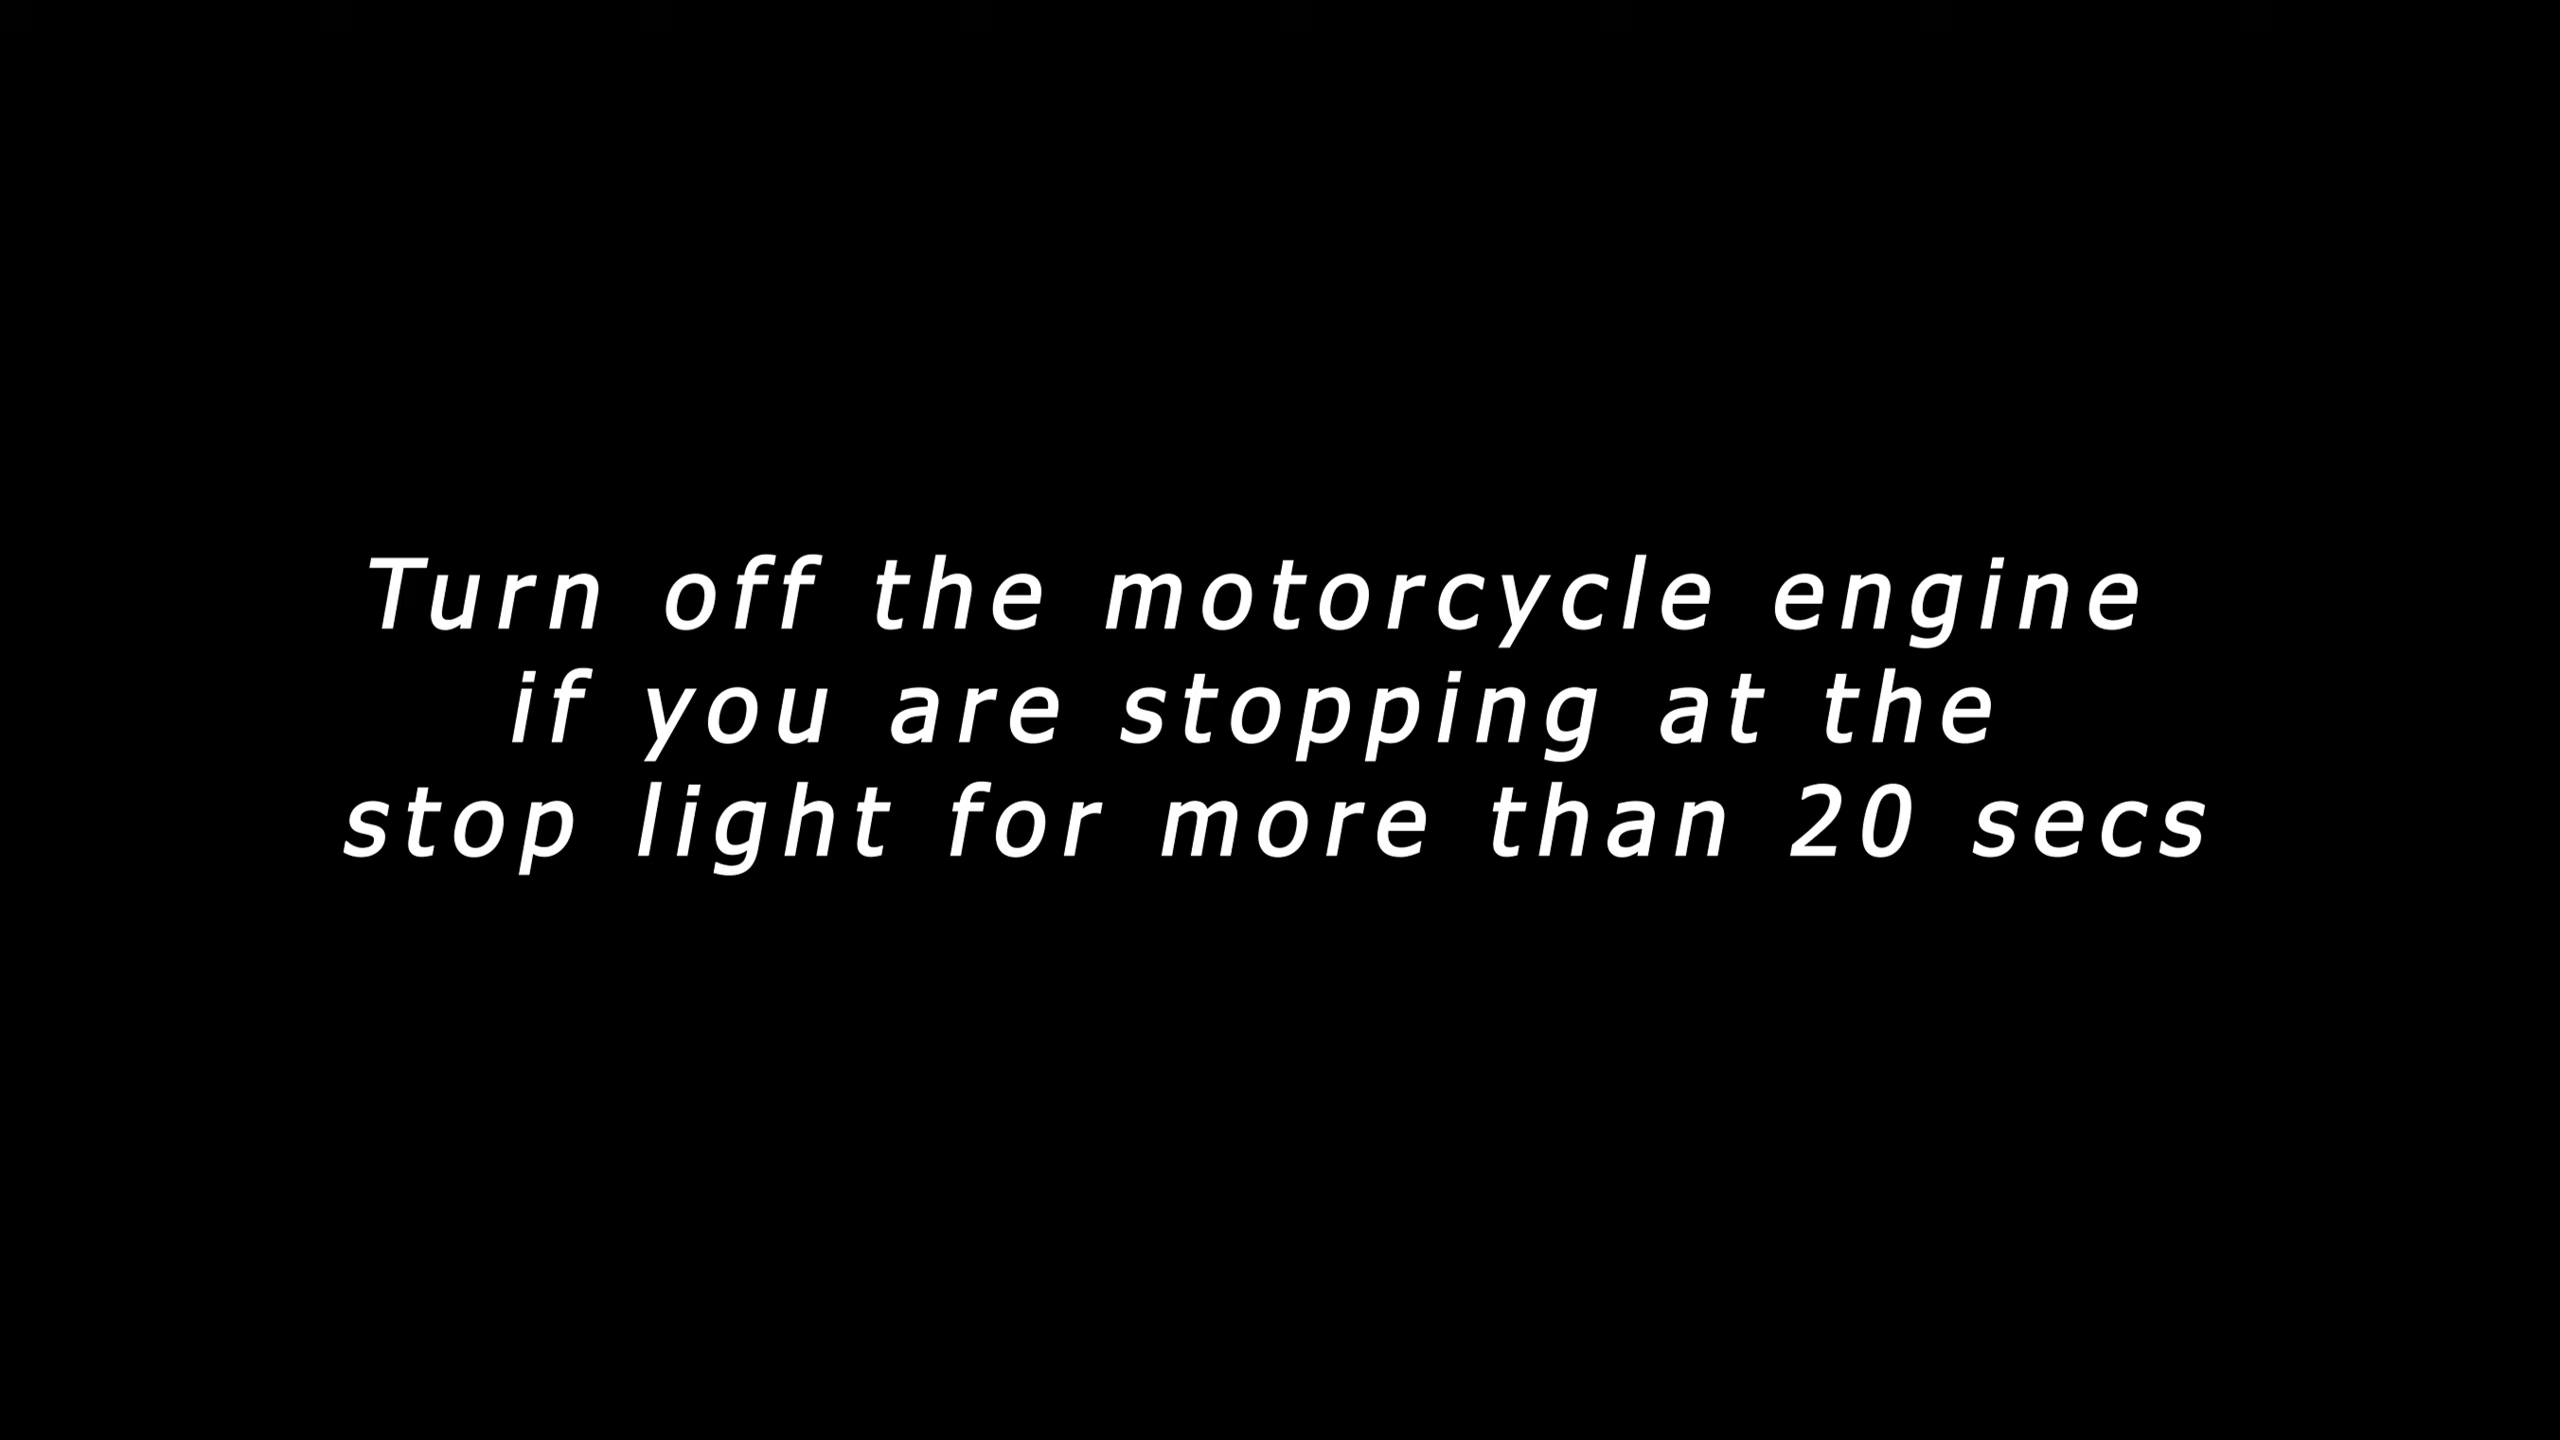 Turn off the motorcycle engine
if you are stopping at the
stop light for more than 20 secs